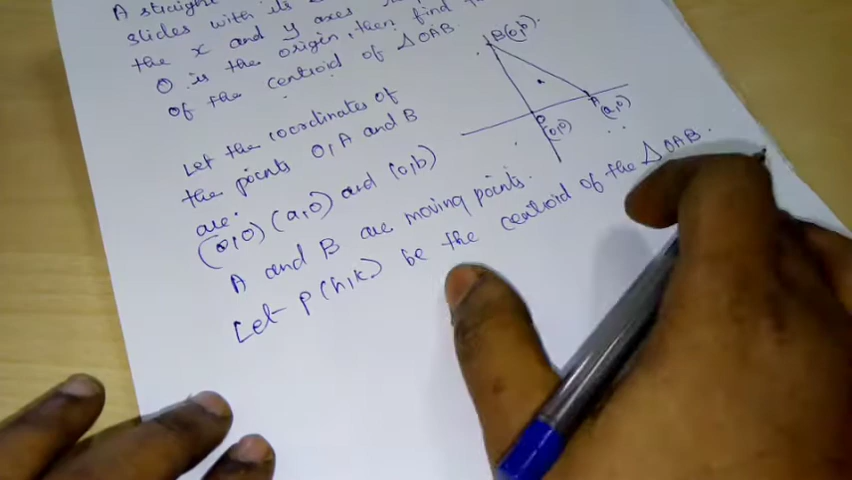 A straight
slides with its
the x and y axes
O is the origin, then find
of the centroid of △OAB.
B(0,b).
A
(a,0)
O
(0,0)
Let the coordinates of
the points O, A and B
are.
(0,0) (a,0) and (0,b)
A and B are moving points.
Let P(h,k) be the centroid of the △OAB.